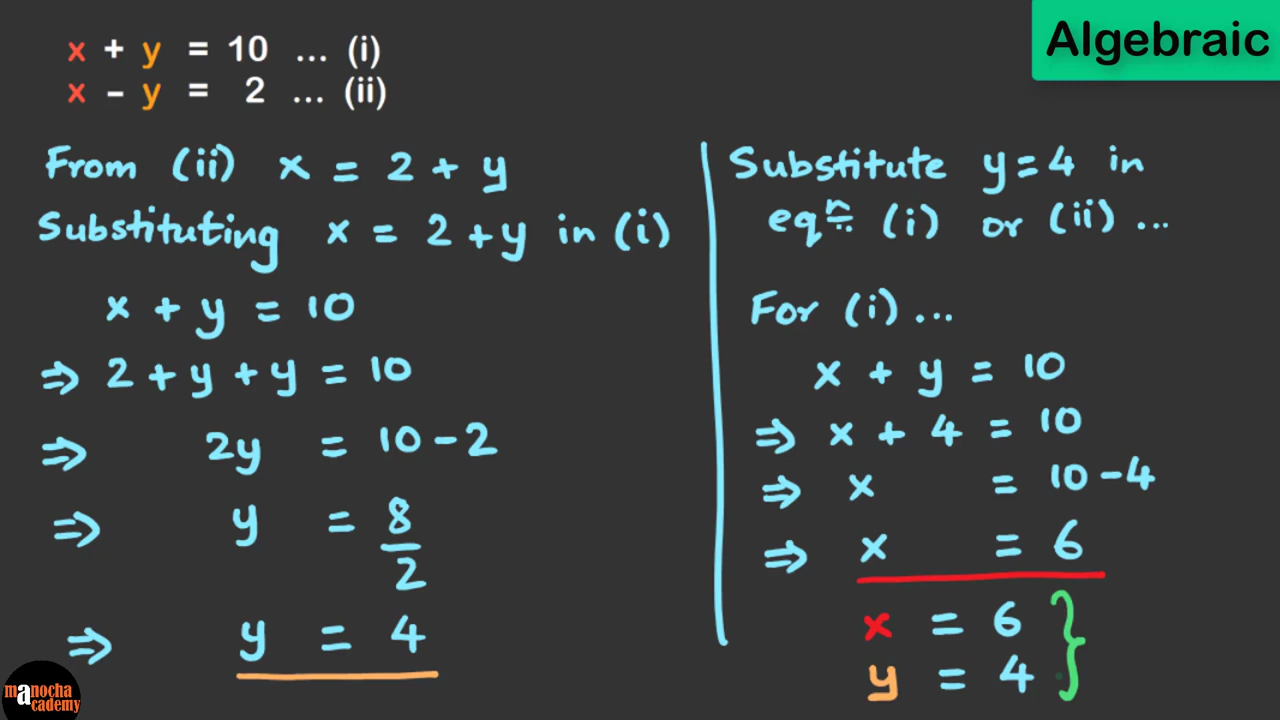 Algebraic
x + y = 10 ... (i)
x – y = 2 ... (ii)
From (ii) x = 2 + y
Substituting x = 2 + y in (i)
x + y = 10
⇒ 2 + y + y = 10
⇒ 2y = 10 - 2
⇒ y = 8/2
⇒ y = 4
Substitute y = 4 in
eqⁿ (i) or (ii) ...
For (i) ...
x + y = 10
⇒ x + 4 = 10
⇒ x = 10 - 4
⇒ x = 6
x = 6
y = 4 }
manocha
academy